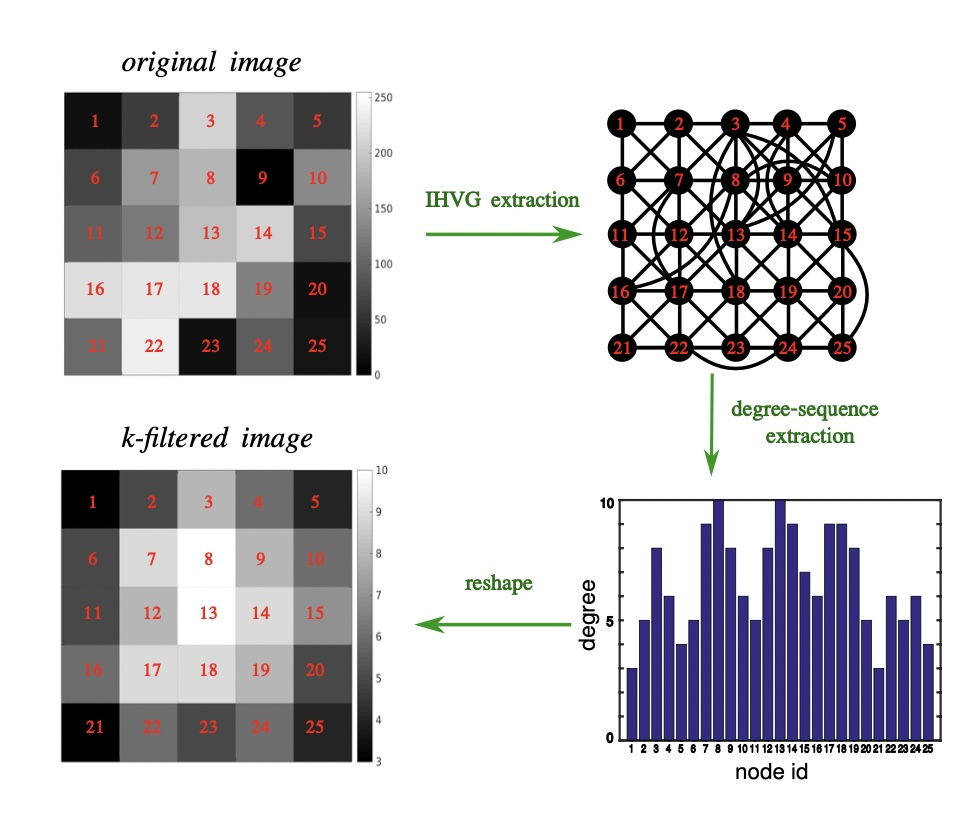 original image
1 2 3 4 5
6 7 8 9 10
11 12 13 14 15
16 17 18 19 20
21 22 23 24 25
250
200
150
100
50
0
IHVG extraction
1 2 3 4 5
6 7 8 9 10
11 12 13 14 15
16 17 18 19 20
21 22 23 24 25
degree-sequence
extraction
k-filtered image
1 2 3 4 5
6 7 8 9 10
11 12 13 14 15
16 17 18 19 20
21 22 23 24 25
10
9
8
7
6
5
4
3
reshape
10
5
0
degree
1 2 3 4 5 6 7 8 9 10 11 12 13 14 15 16 17 18 19 20 21 22 23 24 25
node id